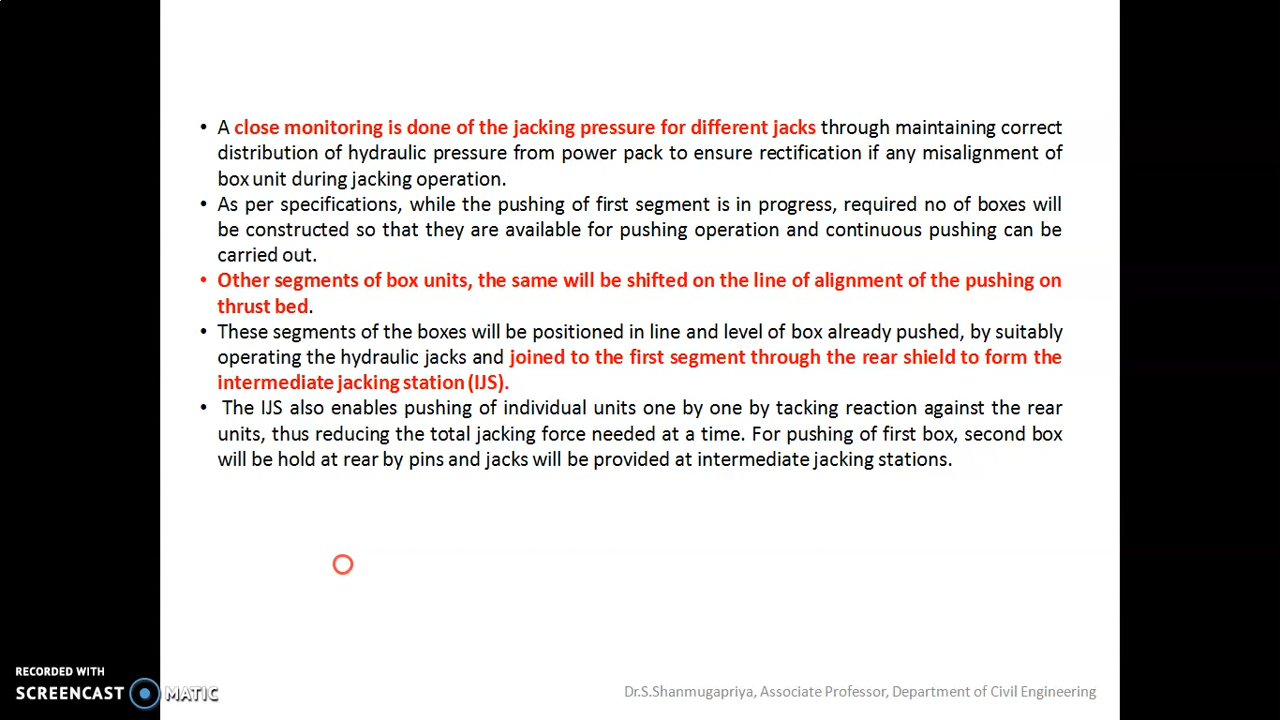 • A close monitoring is done of the jacking pressure for different jacks through maintaining correct
distribution of hydraulic pressure from power pack to ensure rectification if any misalignment of
box unit during jacking operation.
• As per specifications, while the pushing of first segment is in progress, required no of boxes will
be constructed so that they are available for pushing operation and continuous pushing can be
carried out.
• Other segments of box units, the same will be shifted on the line of alignment of the pushing on
thrust bed.
• These segments of the boxes will be positioned in line and level of box already pushed, by suitably
operating the hydraulic jacks and joined to the first segment through the rear shield to form the
intermediate jacking station (IJS).
• The IJS also enables pushing of individual units one by one by tacking reaction against the rear
units, thus reducing the total jacking force needed at a time. For pushing of first box, second box
will be hold at rear by pins and jacks will be provided at intermediate jacking stations.
RECORDED WITH
SCREENCAST MATIC
Dr.S.Shanmugapriya, Associate Professor, Department of Civil Engineering